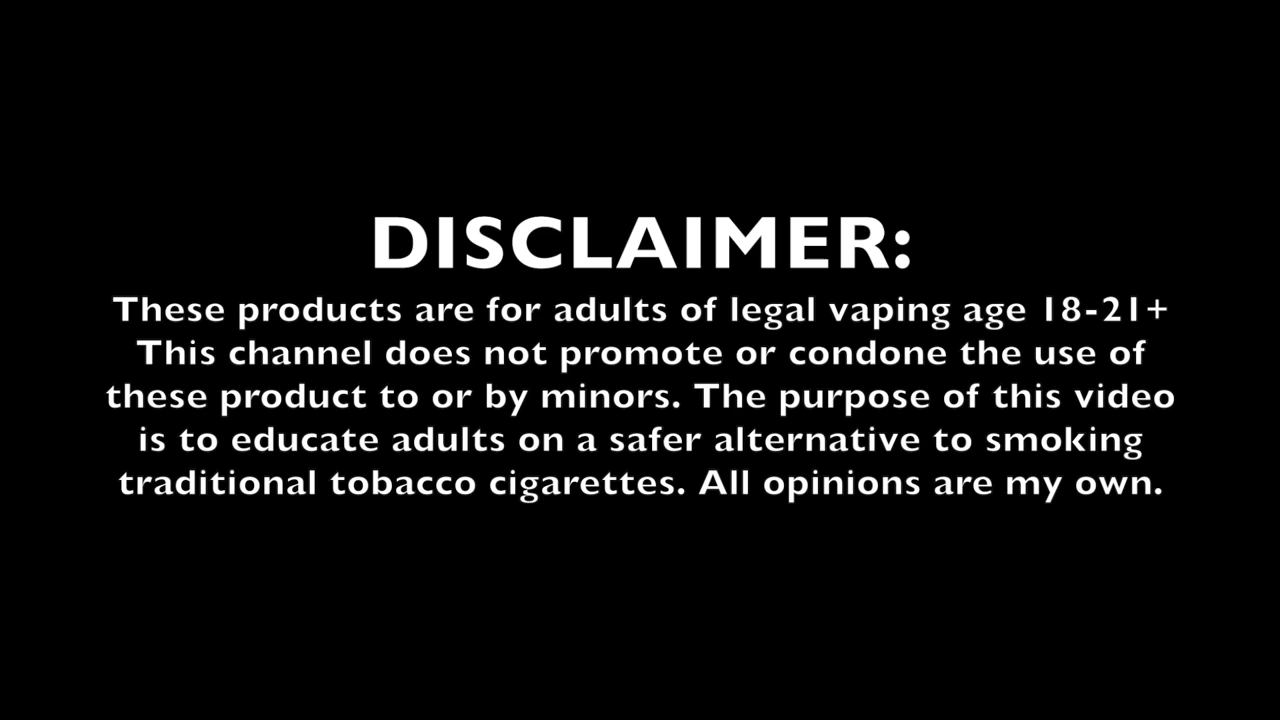 DISCLAIMER:
These products are for adults of legal vaping age 18-21+
This channel does not promote or condone the use of
these product to or by minors. The purpose of this video
is to educate adults on a safer alternative to smoking
traditional tobacco cigarettes. All opinions are my own.